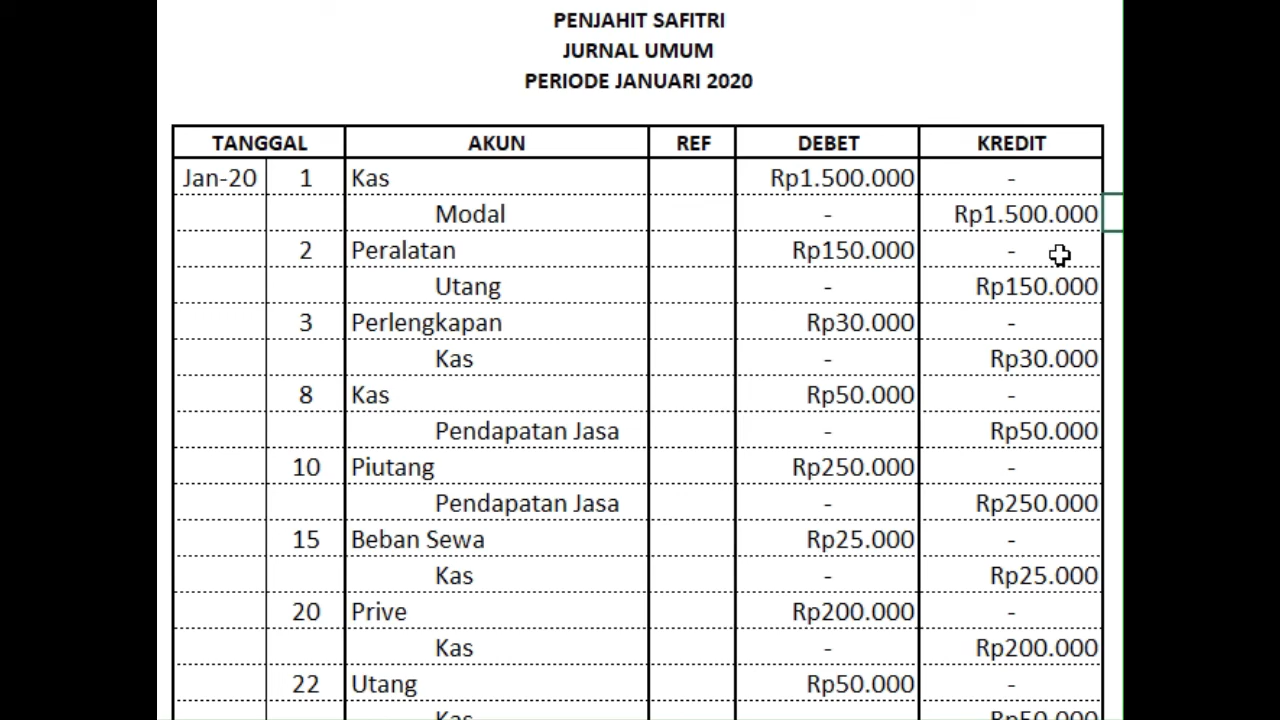 PENJAHIT SAFITRI
JURNAL UMUM
PERIODE JANUARI 2020
TANGGAL AKUN REF DEBET KREDIT
Jan-20 1 Kas Rp1.500.000 -
Modal - Rp1.500.000
2 Peralatan Rp150.000 -
Utang - Rp150.000
3 Perlengkapan Rp30.000 -
Kas - Rp30.000
8 Kas Rp50.000 -
Pendapatan Jasa - Rp50.000
10 Piutang Rp250.000 -
Pendapatan Jasa - Rp250.000
15 Beban Sewa Rp25.000 -
Kas - Rp25.000
20 Prive Rp200.000 -
Kas - Rp200.000
22 Utang Rp50.000 -
Kas Rp50.000